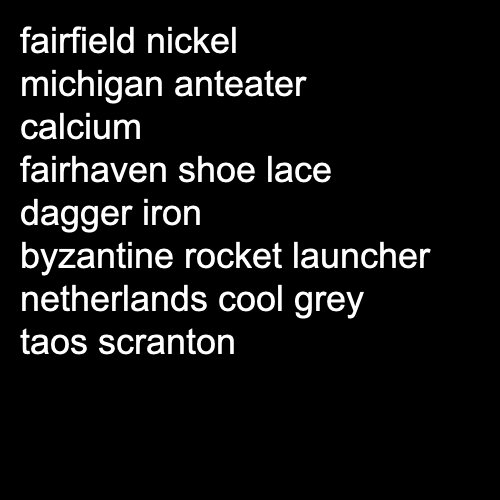 fairfield nickel
michigan anteater
calcium
fairhaven shoe lace
dagger iron
byzantine rocket launcher
netherlands cool grey
taos scranton